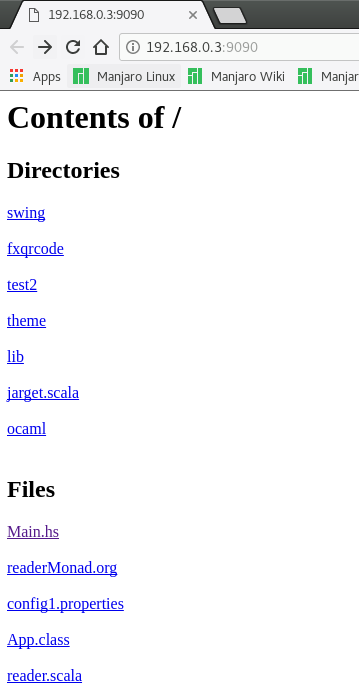 192.168.0.3:9090
192.168.0.3:9090
Apps Manjaro Linux Manjaro Wiki Manjar
Contents of /
Directories
swing
fxqrcode
test2
theme
lib
jarget.scala
ocaml
Files
Main.hs
readerMonad.org
config1.properties
App.class
reader.scala